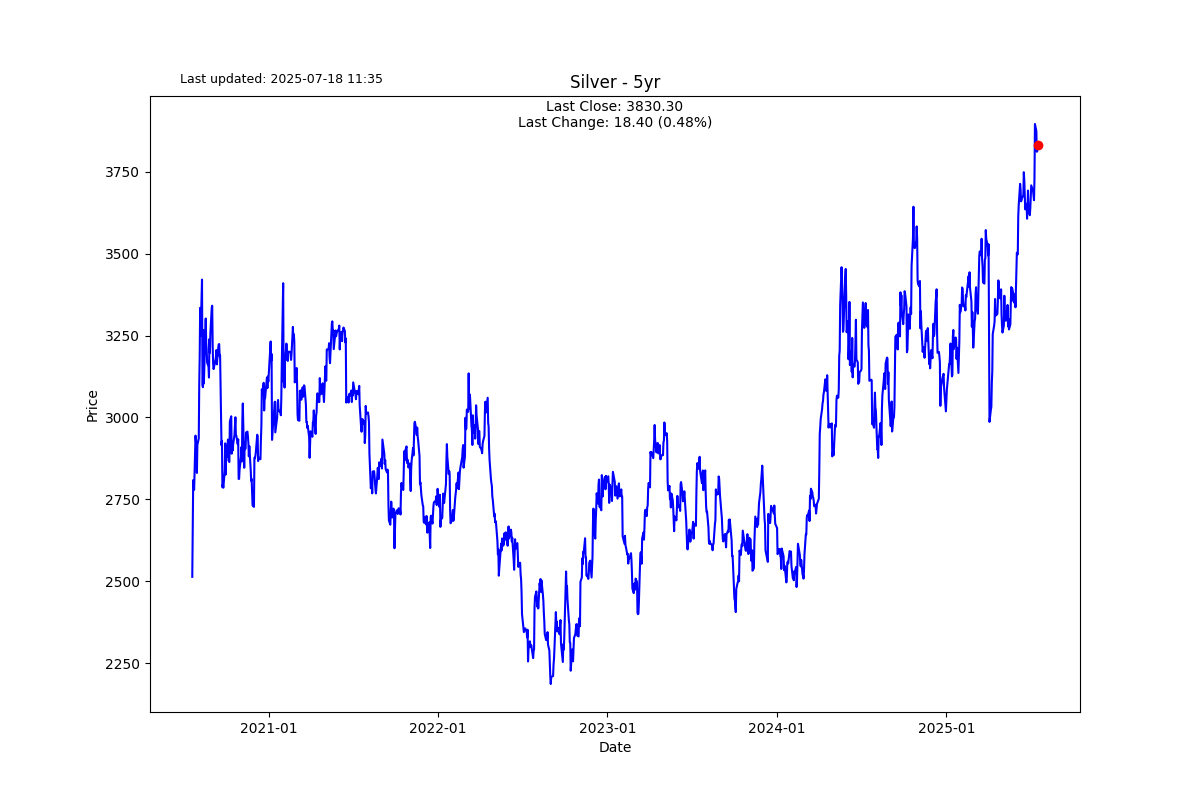 Last updated: 2025-07-18 11:35
Silver - 5yr
Last Close: 3830.30
Last Change: 18.40 (0.48%)
Price
3750
3500
3250
3000
2750
2500
2250
2021-01
2022-01
2023-01
2024-01
2025-01
Date